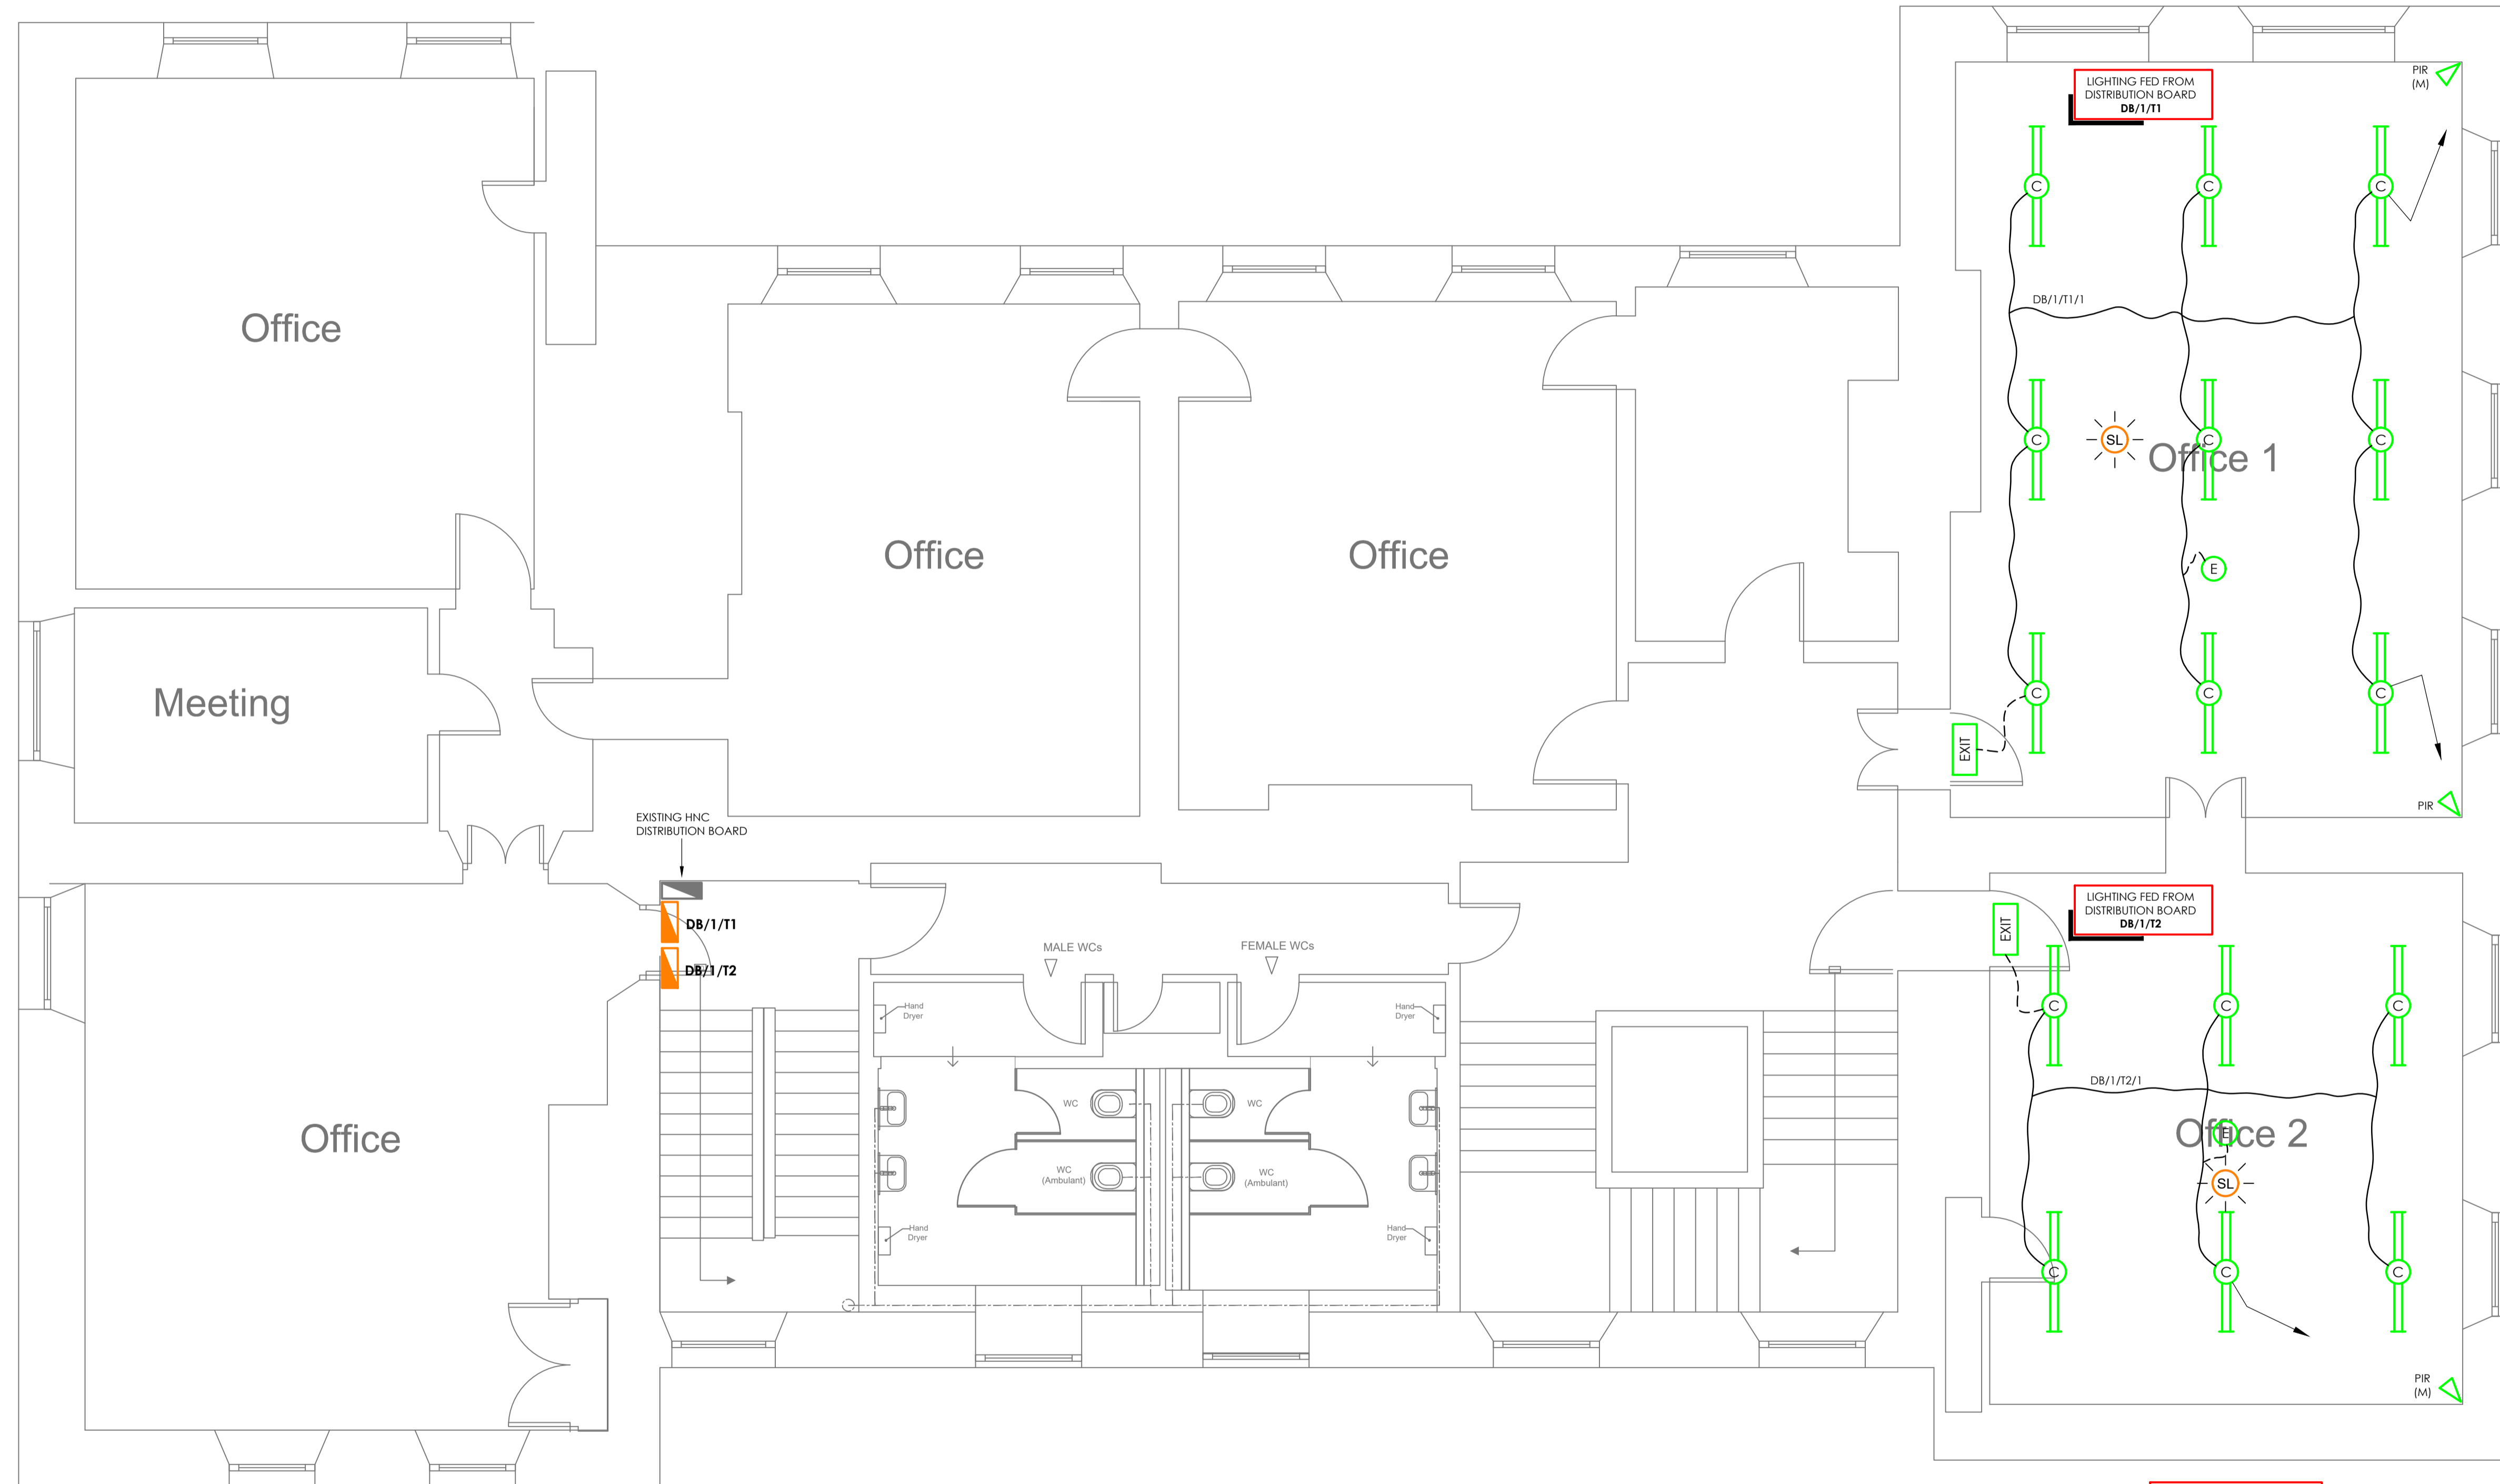 LIGHTING FED FROM
DISTRIBUTION BOARD
DB/1/T1
PIR
(M)
C
C
C
DB/1/T1/1
Office
C
SL
C
C
Office 1
Office
Office
E
Meeting
C
C
C
EXIT
PIR
EXISTING HNC
DISTRIBUTION BOARD
LIGHTING FED FROM
DISTRIBUTION BOARD
DB/1/T2
DB/1/T1
DB/1/T2
EXIT
MALE WCs
FEMALE WCs
Hand
Dryer
Hand
Dryer
C
C
C
DB/1/T2/1
WC
WC
Office
Office 2
E
WC
(Ambulant)
WC
(Ambulant)
SL
Hand
Dryer
Hand
Dryer
C
C
C
PIR
(M)